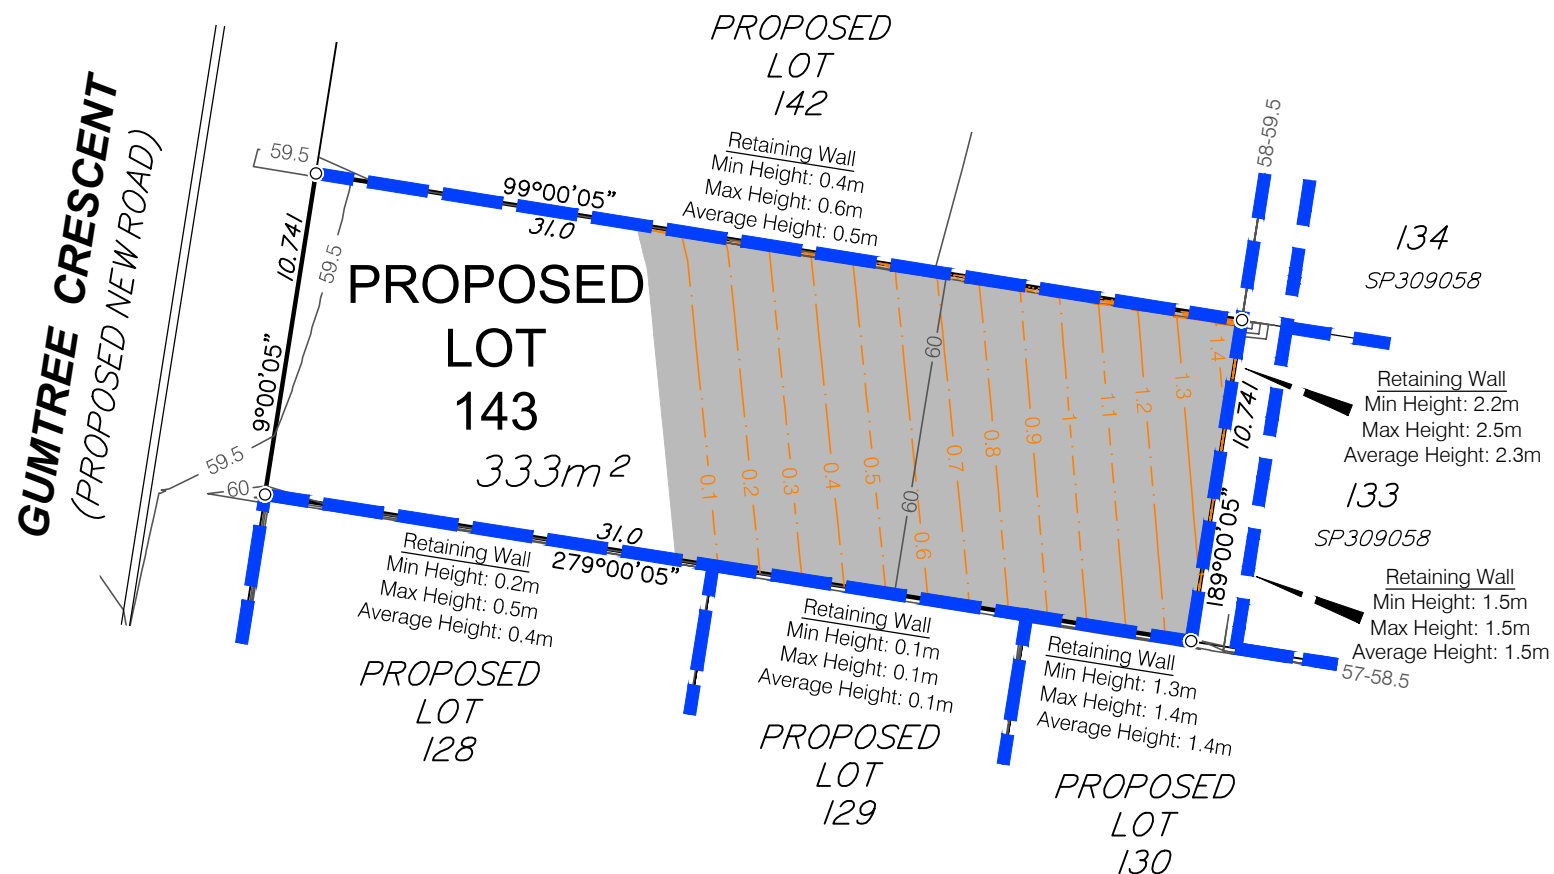 PROPOSED
LOT
142
Retaining Wall
Min Height: 0.4m
Max Height: 0.6m
Average Height: 0.5m
GUMTREE CRESCENT
(PROPOSED NEW ROAD)
59.5
99°00'05"
31.0
10.741
59.5
9°00'05"
59.5
60
PROPOSED
LOT
143
333m²
58-59.5
134
SP309058
Retaining Wall
Min Height: 2.2m
Max Height: 2.5m
Average Height: 2.3m
133
SP309058
Retaining Wall
Min Height: 1.5m
Max Height: 1.5m
Average Height: 1.5m
57-58.5
10.741
189°00'05"
60
60
0.1
0.2
0.3
0.4
0.5
0.6
0.7
0.8
0.9
1
1.1
1.2
1.3
1.4
31.0
279°00'05"
Retaining Wall
Min Height: 0.2m
Max Height: 0.5m
Average Height: 0.4m
PROPOSED
LOT
128
Retaining Wall
Min Height: 0.1m
Max Height: 0.1m
Average Height: 0.1m
PROPOSED
LOT
129
Retaining Wall
Min Height: 1.3m
Max Height: 1.4m
Average Height: 1.4m
PROPOSED
LOT
130